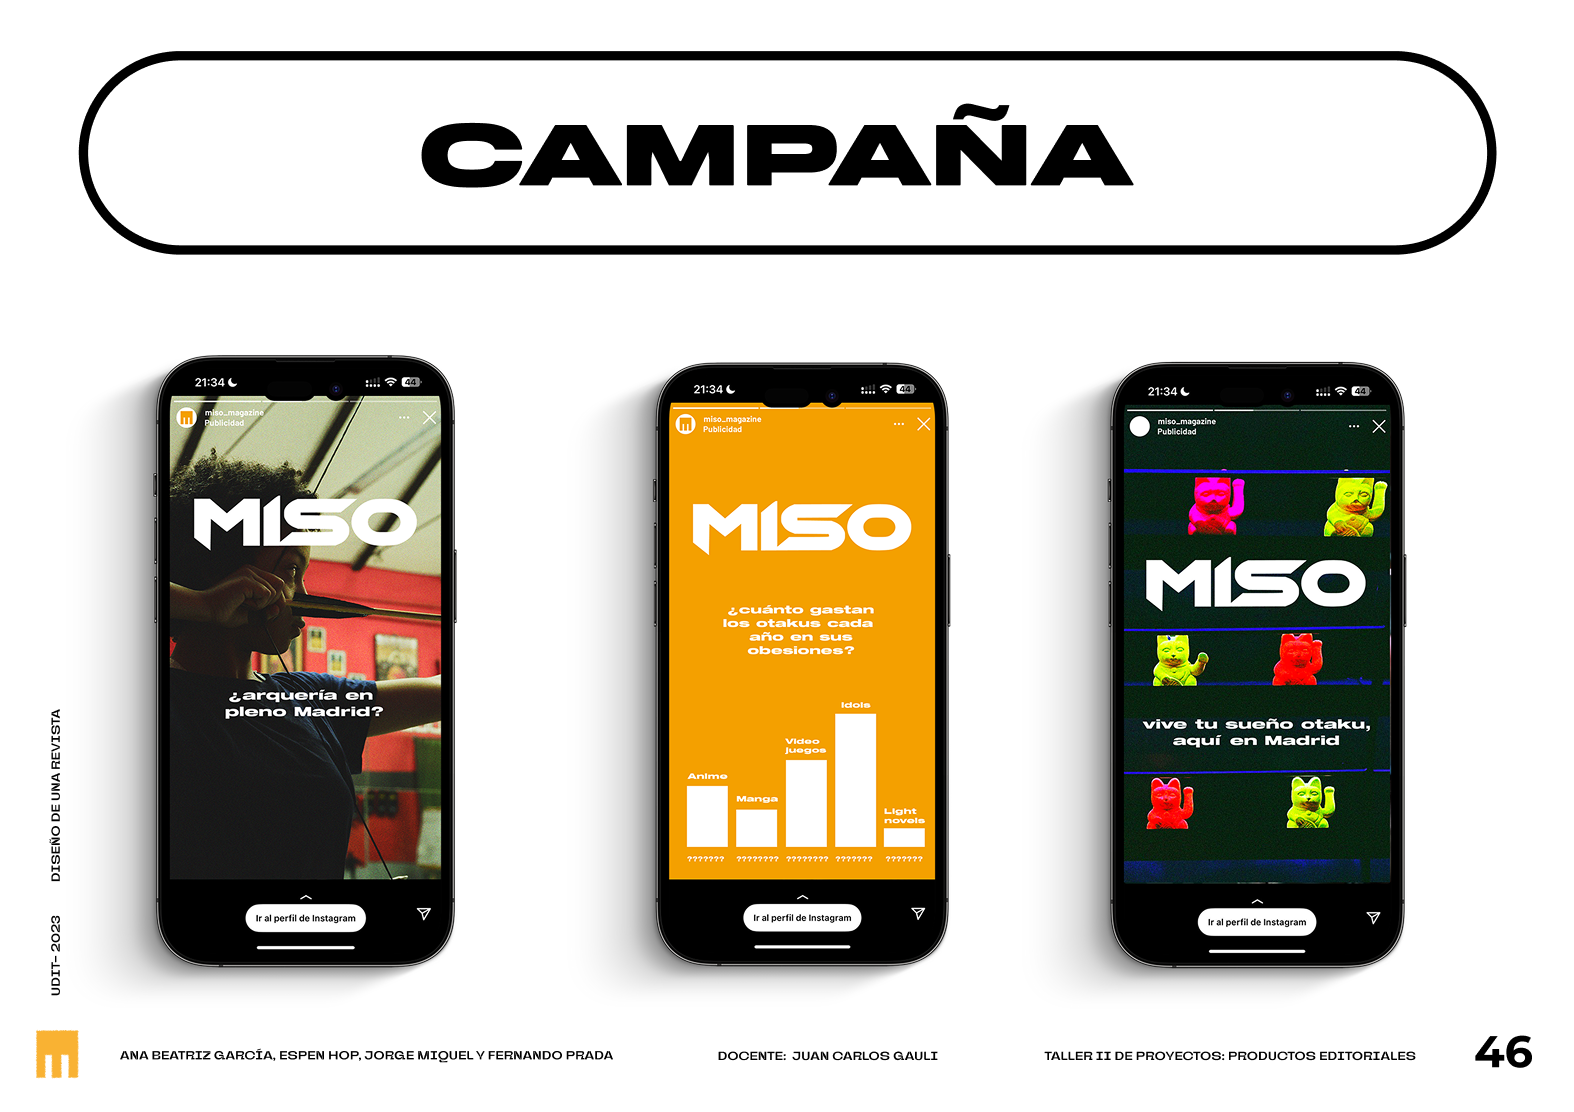 CAMPAÑA
21:34
44
miso_magazine
Publicidad
MISO
¿arquería en
pleno Madrid?
Ir al perfil de Instagram
21:34
44
miso_magazine
Publicidad
MISO
¿cuánto gastan
los otakus cada
año en sus
obesiones?
Idols
Video
juegos
Anime
Manga
Light
novels
??????? ???????? ???????? ??????? ???????
Ir al perfil de Instagram
21:34
44
miso_magazine
Publicidad
MISO
vive tu sueño otaku,
aquí en Madrid
Ir al perfil de Instagram
UDIT- 2023 DISEÑO DE UNA REVISTA
ANA BEATRIZ GARCÍA, ESPEN HOP, JORGE MIQUEL Y FERNANDO PRADA
DOCENTE: JUAN CARLOS GAULI
TALLER II DE PROYECTOS: PRODUCTOS EDITORIALES
46